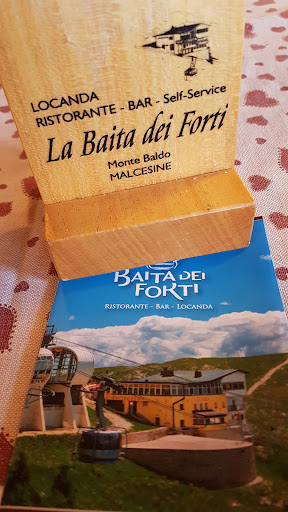 LOCANDA
RISTORANTE - BAR - Self-Service
La Baita dei Forti
Monte Baldo
MALCESINE
BAITA DEI
FORTI
RISTORANTE - BAR - LOCANDA